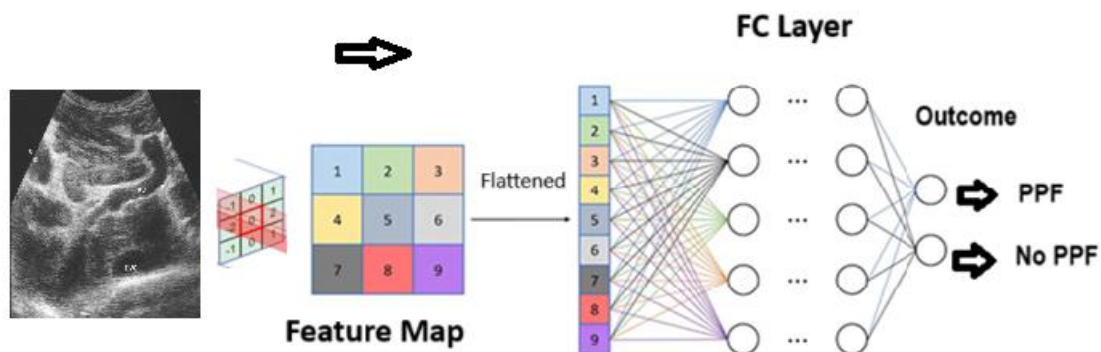 FC Layer
Outcome
PPF
No PPF
-1 0 1
-2 0 2
-1 0 1
1 2 3
4 5 6
7 8 9
Feature Map
Flattened
1
2
3
4
5
6
7
8
9
...
...
...
...
...